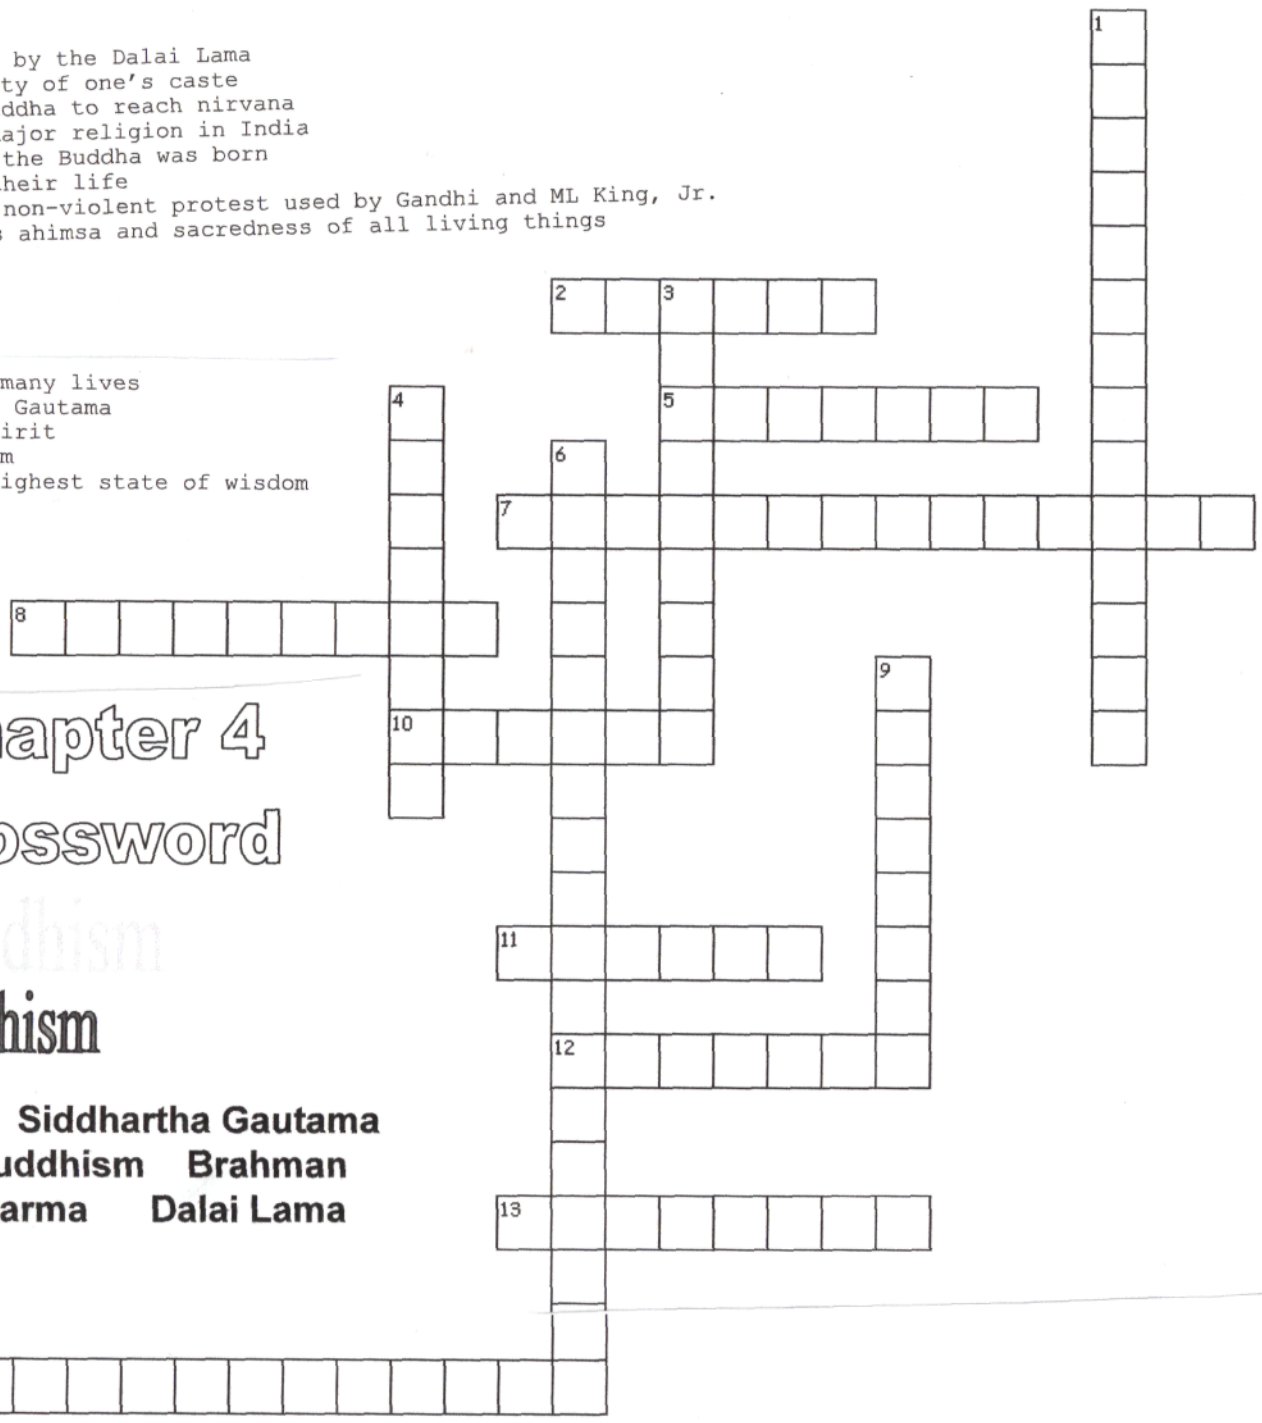 by the Dalai Lama
ty of one's caste
ddha to reach nirvana
ajor religion in India
the Buddha was born
heir life
non-violent protest used by Gandhi and ML King, Jr.
s ahimsa and sacredness of all living things
many lives
Gautama
irit
m
ighest state of wisdom
1
2 3
4 5
6
7
8
9
10
11
12
13
apter 4
ossword
dhism
hism
Siddhartha Gautama
uddhism Brahman
arma Dalai Lama